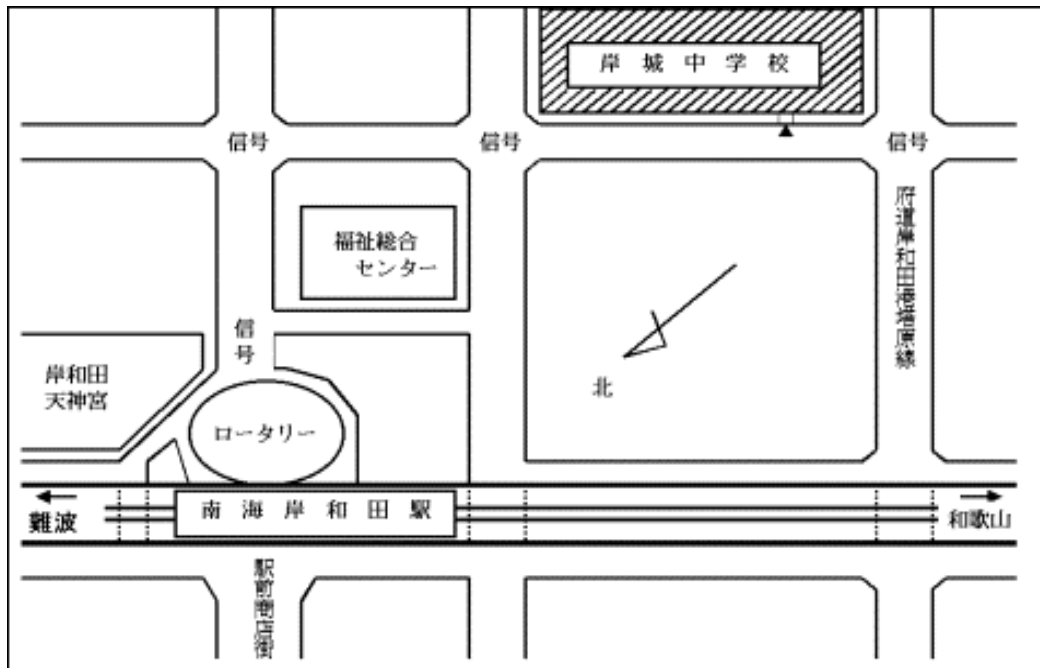 岸城中学校
信号
信号
信号
福祉総合
センター
府道岸和田港塔原線
信号
岸和田
天神宮
北
ロータリー
難波
南海岸和田駅
和歌山
駅前商店街